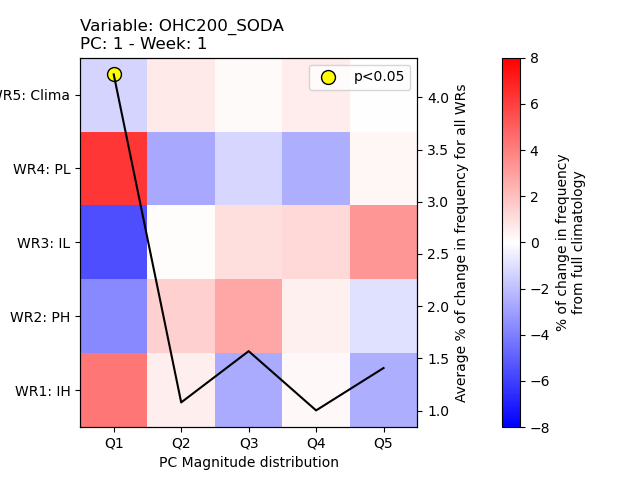 Variable: OHC200_SODA
PC: 1 - Week: 1
p<0.05
WR5: Clima
WR4: PL
WR3: IL
WR2: PH
WR1: IH
Q1 Q2 Q3 Q4 Q5
PC Magnitude distribution
4.0
3.5
3.0
2.5
2.0
1.5
1.0
Average % of change in frequency for all WRs
8
6
4
2
0
−2
−4
−6
−8
% of change in frequency
from full climatology